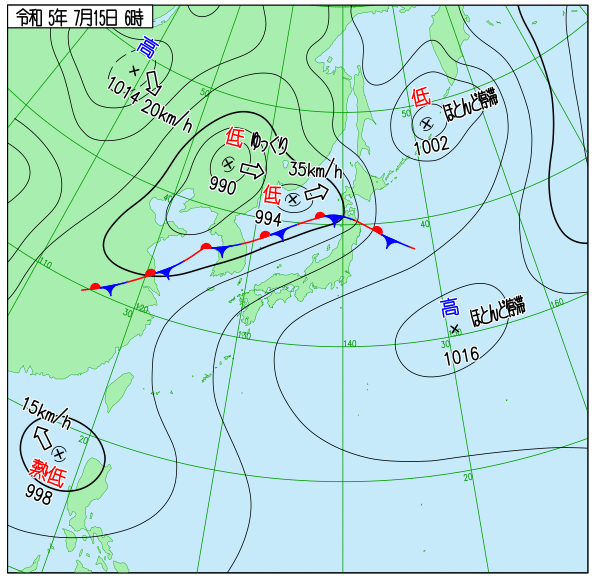 令和 5年 7月15日 6時
高
1014 20km/h
50
低
ほとんど停滞
50
1002
低
ゆっくり
990
35km/h
低
994
40
40
110
30
120
130
140
高
ほとんど停滞
160
30
1016
15km/h
20
熱低
998
20